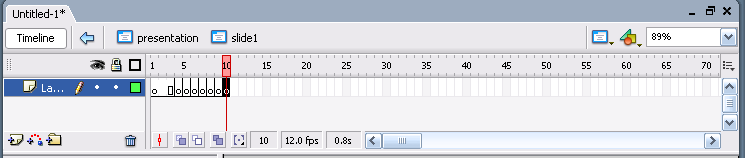 Untitled-1*
Timeline presentation slide1 89%
1 5 10 15 20 25 30 35 40 45 50 55 60 65 70
La...
10 12.0 fps 0.8s